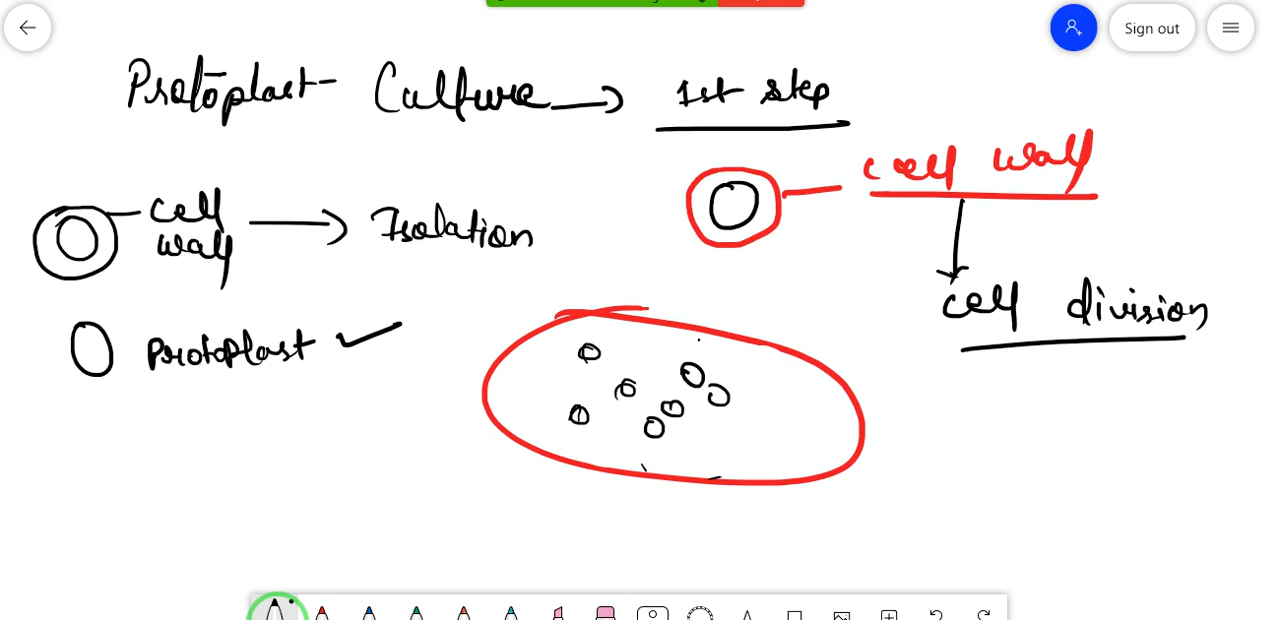 Sign out
Protoplast- Culture → 1st step
cell wall
cell
wall → Isolation
cell division
Protoplast ✓